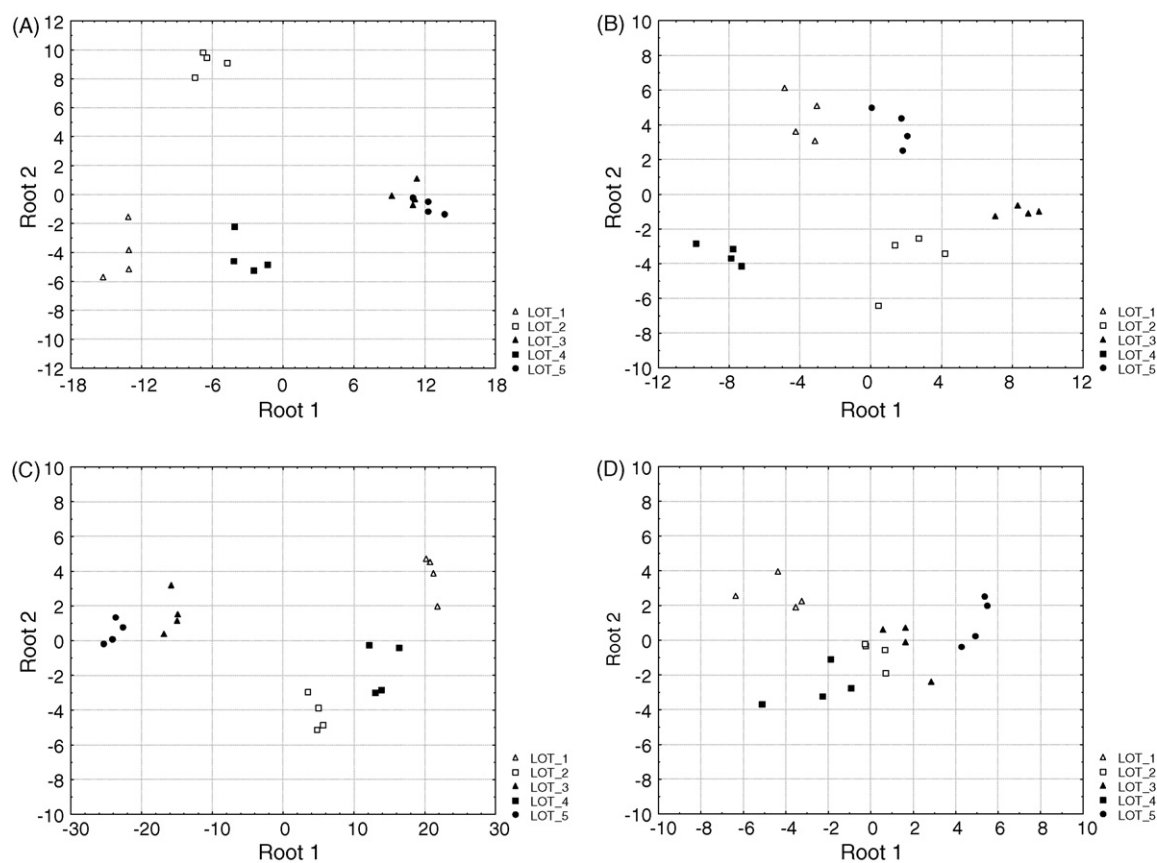 (A)
Root 2
12
10
8
6
4
2
0
-2
-4
-6
-8
-10
-12
-18 -12 -6 0 6 12 18
Root 1
LOT_1
LOT_2
LOT_3
LOT_4
LOT_5
(B)
Root 2
10
8
6
4
2
0
-2
-4
-6
-8
-10
-12 -8 -4 0 4 8 12
Root 1
LOT_1
LOT_2
LOT_3
LOT_4
LOT_5
(C)
Root 2
10
8
6
4
2
0
-2
-4
-6
-8
-10
-30 -20 -10 0 10 20 30
Root 1
LOT_1
LOT_2
LOT_3
LOT_4
LOT_5
(D)
Root 2
10
8
6
4
2
0
-2
-4
-6
-8
-10
-10 -8 -6 -4 -2 0 2 4 6 8 10
Root 1
LOT_1
LOT_2
LOT_3
LOT_4
LOT_5